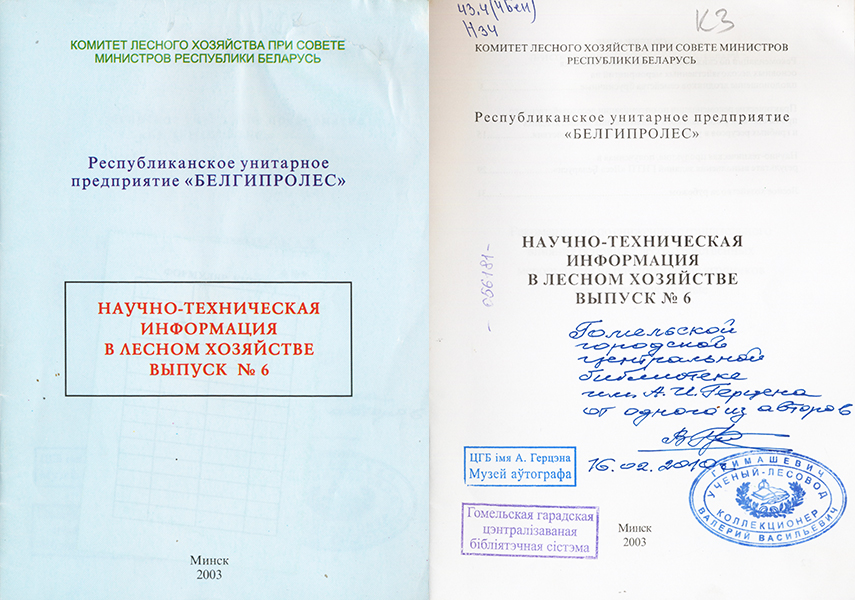 КОМИТЕТ ЛЕСНОГО ХОЗЯЙСТВА ПРИ СОВЕТЕ
МИНИСТРОВ РЕСПУБЛИКИ БЕЛАРУСЬ
Республиканское унитарное
предприятие «БЕЛГИПРОЛЕС»
НАУЧНО-ТЕХНИЧЕСКАЯ
ИНФОРМАЦИЯ
В ЛЕСНОМ ХОЗЯЙСТВЕ
ВЫПУСК № 6
Минск
2003
43.4(4Беи)
Н34
КЗ
КОМИТЕТ ЛЕСНОГО ХОЗЯЙСТВА ПРИ СОВЕТЕ МИНИСТРОВ
РЕСПУБЛИКИ БЕЛАРУСЬ
Республиканское унитарное предприятие
«БЕЛГИПРОЛЕС»
- 056181 -
НАУЧНО-ТЕХНИЧЕСКАЯ
ИНФОРМАЦИЯ
В ЛЕСНОМ ХОЗЯЙСТВЕ
ВЫПУСК № 6
Гомельской
городской
центральной
библиотеке
им. А.И. Герцена
от одного из авторов
16.02.2010г.
ЦГБ імя А. Герцэна
Музей аўтографа
Гомельская гарадская
цэнтралізаваная
бібліятэчная сістэма
ГРИМАШЕВИЧ
УЧЕНЫЙ-ЛЕСОВОД
КОЛЛЕКЦИОНЕР
ВАЛЕРИЙ ВАСИЛЬЕВИЧ
Минск
2003